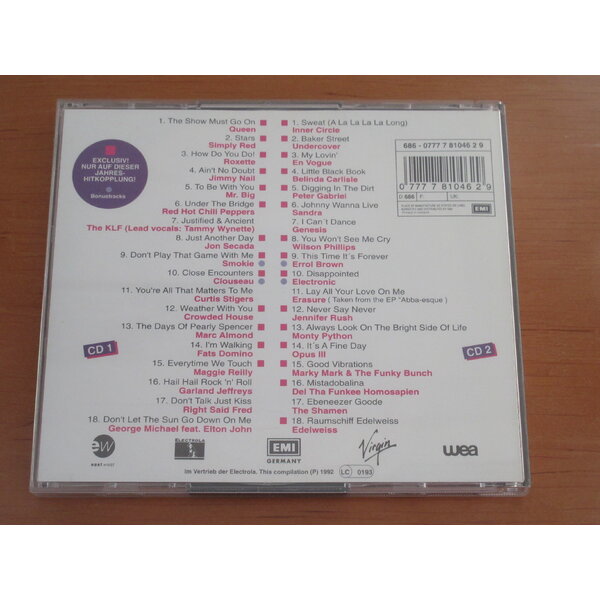 EXCLUSIV!
NUR AUF DIESER
JAHRES-
HITKOPPLUNG!
Bonustracks
1. The Show Must Go On
Queen
2. Stars
Simply Red
3. How Do You Do!
Roxette
4. Ain't No Doubt
Jimmy Nail
5. To Be With You
Mr. Big
6. Under The Bridge
Red Hot Chili Peppers
7. Justified & Ancient
The KLF (Lead vocals: Tammy Wynette)
8. Just Another Day
Jon Secada
9. Don't Play That Game With Me
Smokie
10. Close Encounters
Clouseau
11. You're All That Matters To Me
Curtis Stigers
12. Weather With You
Crowded House
13. The Days Of Pearly Spencer
Marc Almond
14. I'm Walking
Fats Domino
15. Everytime We Touch
Maggie Reilly
16. Hail Hail Rock 'n' Roll
Garland Jeffreys
17. Don't Talk Just Kiss
Right Said Fred
18. Don't Let The Sun Go Down On Me
George Michael feat. Elton John
CD 1
1. Sweat (A La La La La Long)
Inner Circle
2. Baker Street
Undercover
3. My Lovin'
En Vogue
4. Little Black Book
Belinda Carlisle
5. Digging In The Dirt
Peter Gabriel
6. Johnny Wanna Live
Sandra
7. I Can't Dance
Genesis
8. You Won't See Me Cry
Wilson Phillips
9. This Time It's Forever
Errol Brown
10. Disappointed
Electronic
11. Lay All Your Love On Me
Erasure ( Taken from the EP "Abba-esque )
12. Never Say Never
Jennifer Rush
13. Always Look On The Bright Side Of Life
Monty Python
14. It's A Fine Day
Opus III
15. Good Vibrations
Marky Mark & The Funky Bunch
16. Mistadobalina
Del Tha Funkee Homosapien
17. Ebeneezer Goode
The Shamen
18. Raumschiff Edelweiss
Edelweiss
CD 2
686 - 0777 7 81046 2 9
0 7777 81046 2 9
D 686 F: UK:
EMI
ew
east west
ELECTROLA
EMI
GERMANY
Virgin
wea
Im Vertrieb der Electrola. This compilation (P) 1992 LC 0193